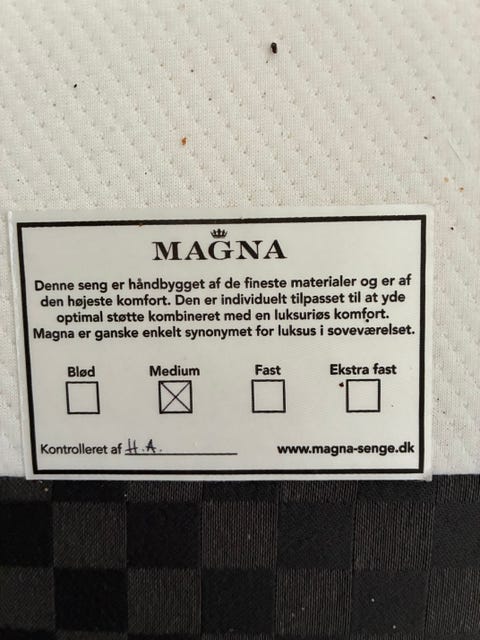 MAGNA
Denne seng er håndbygget af de fineste materialer og er af
den højeste komfort. Den er individuelt tilpasset til at yde
optimal støtte kombineret med en luksuriøs komfort.
Magna er ganske enkelt synonymet for luksus i soveværelset.
Blød Medium Fast Ekstra fast
Kontrolleret af H.A. www.magna-senge.dk